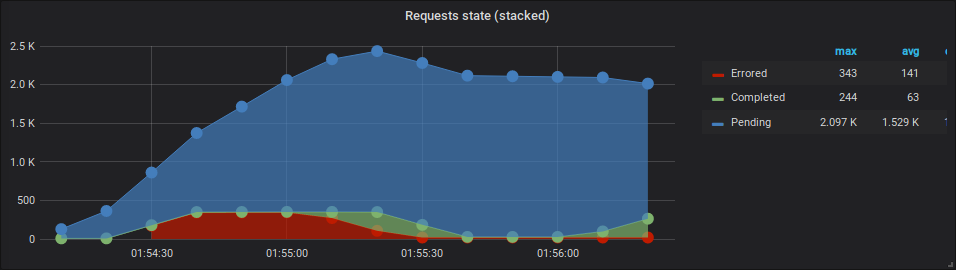 Requests state (stacked)
2.5 K
2.0 K
1.5 K
1.0 K
500
0
01:54:30 01:55:00 01:55:30 01:56:00
max avg
Errored 343 141
Completed 244 63
Pending 2.097 K 1.529 K